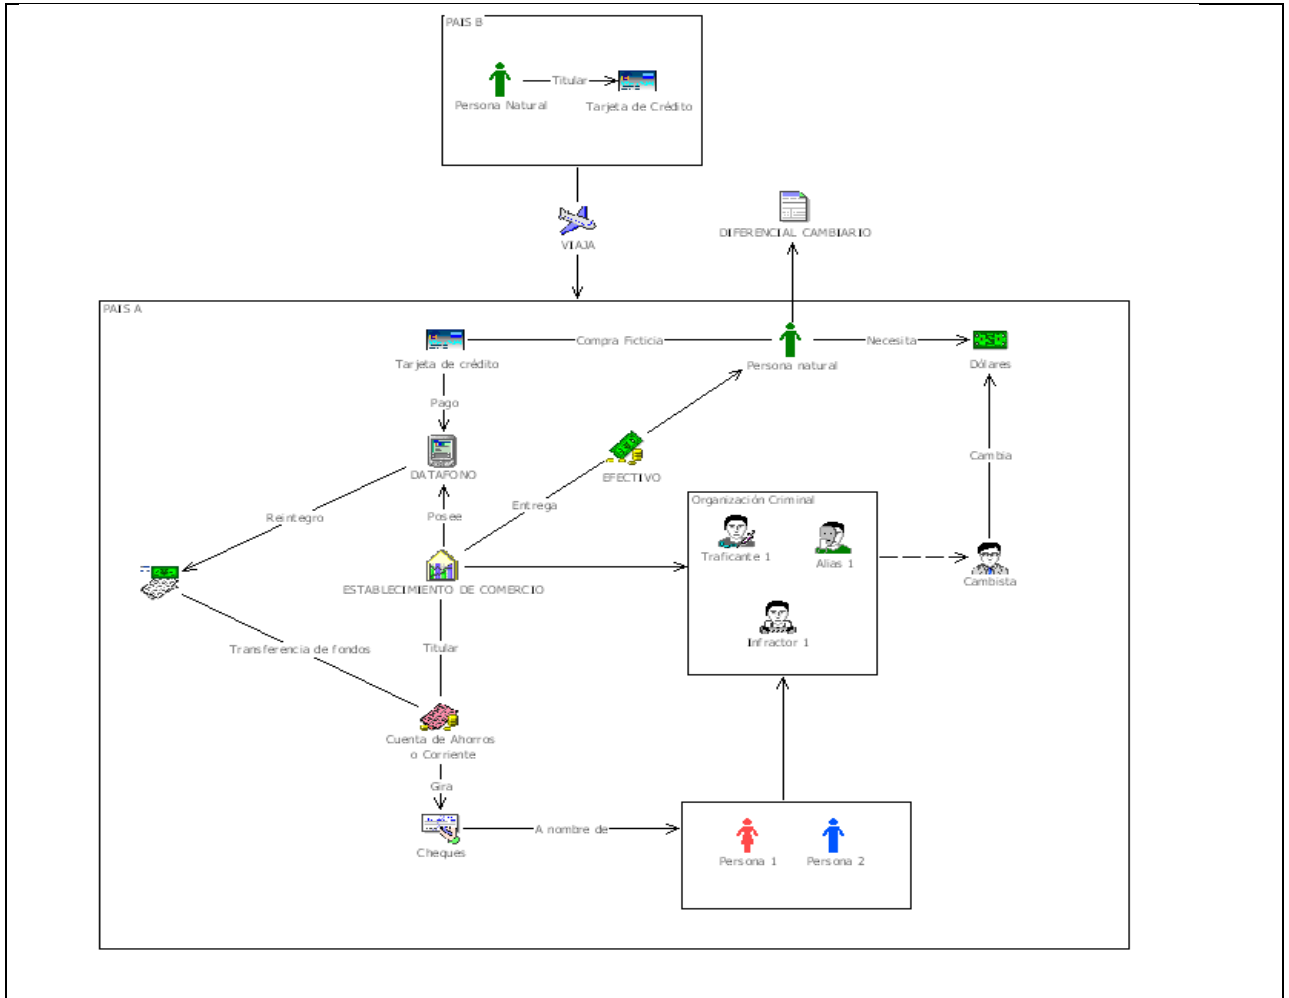 PAIS B
Titular
Persona Natural
Tarjeta de Crédito
VIAJA
DIFERENCIAL CAMBIARIO
PAIS A
Compra Ficticia
Necesita
Tarjeta de crédito
Persona natural
Dólares
Pago
DATAFONO
EFECTIVO
Cambia
Entrega
Reintegro
Posee
Organización Criminal
Traficante 1
Alias 1
Cambista
ESTABLECIMIENTO DE COMERCIO
Infractor 1
Transferencia de fondos
Titular
Cuenta de Ahorros
o Corriente
Gira
A nombre de
Cheques
Persona 1
Persona 2